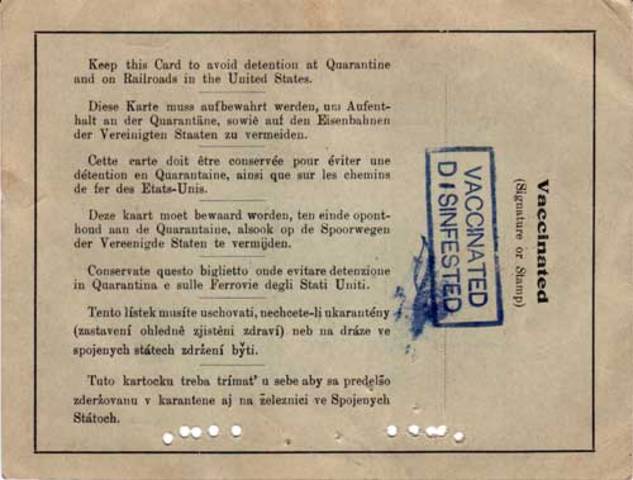 Keep this Card to avoid detention at Quarantine
and on Railroads in the United States.
Diese Karte muss aufbewahrt werden, um Aufent-
halt an der Quarantäne, sowie auf den Eisenbahnen
der Vereinigten Staaten zu vermeiden.
Cette carte doit être conservée pour éviter une
détention en Quarantaine, ainsi que sur les chemins
de fer des Etats-Unis.
Deze kaart moet bewaard worden, ten einde opont-
houd aan de Quarantaine, alsook op de Spoorwegen
der Vereenigde Staten te vermijden.
Conservate questo biglietto onde evitare detenzione
in Quarantina e sulle Ferrovie degli Stati Uniti.
Tento lístek musíte uschovati, nechcete-li ukarantény
(zastavení ohledně zjistěni zdraví) neb na dráze ve
spojenych státech zdrženi býti.
Tuto kartocku treba trímat' u sebe aby sa predešlo
zderžovanu v karantene aj na železnici ve Spojenych
Státoch.
VACCINATED
DISINFESTED
Vaccinated
(Signature or Stamp)